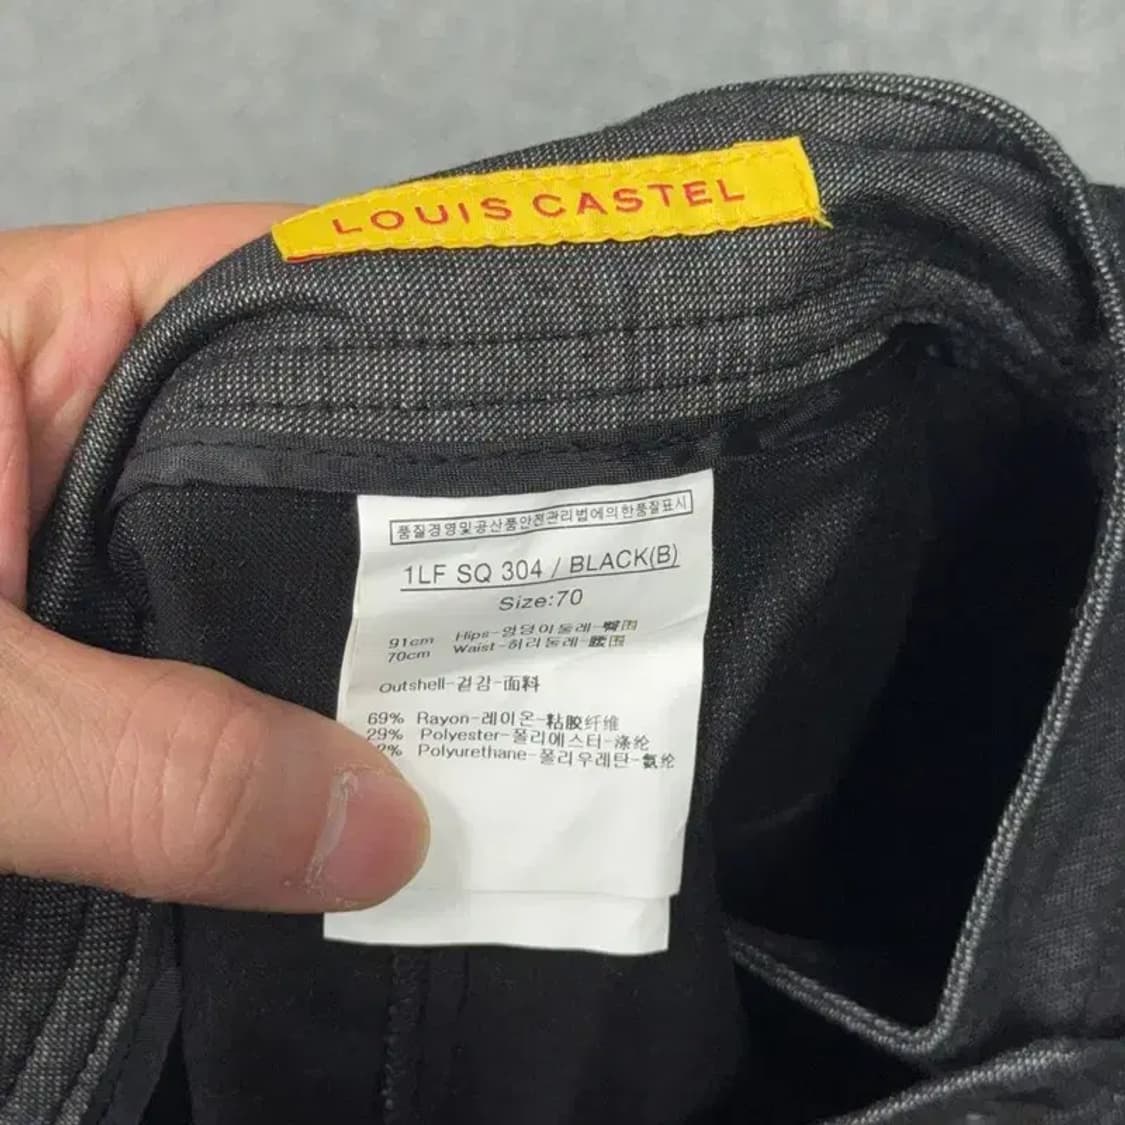 LOUIS CASTEL
품질경영및공산품안전관리법에의한품질표시
1LF SQ 304 / BLACK(B)
Size:70
91cm Hips-엉덩이둘레-臀围
70cm Waist-허리둘레-腰围
Outshell-겉감-面料
69% Rayon-레이온-粘胶纤维
29% Polyester-폴리에스터-涤纶
2% Polyurethane-폴리우레탄-氨纶